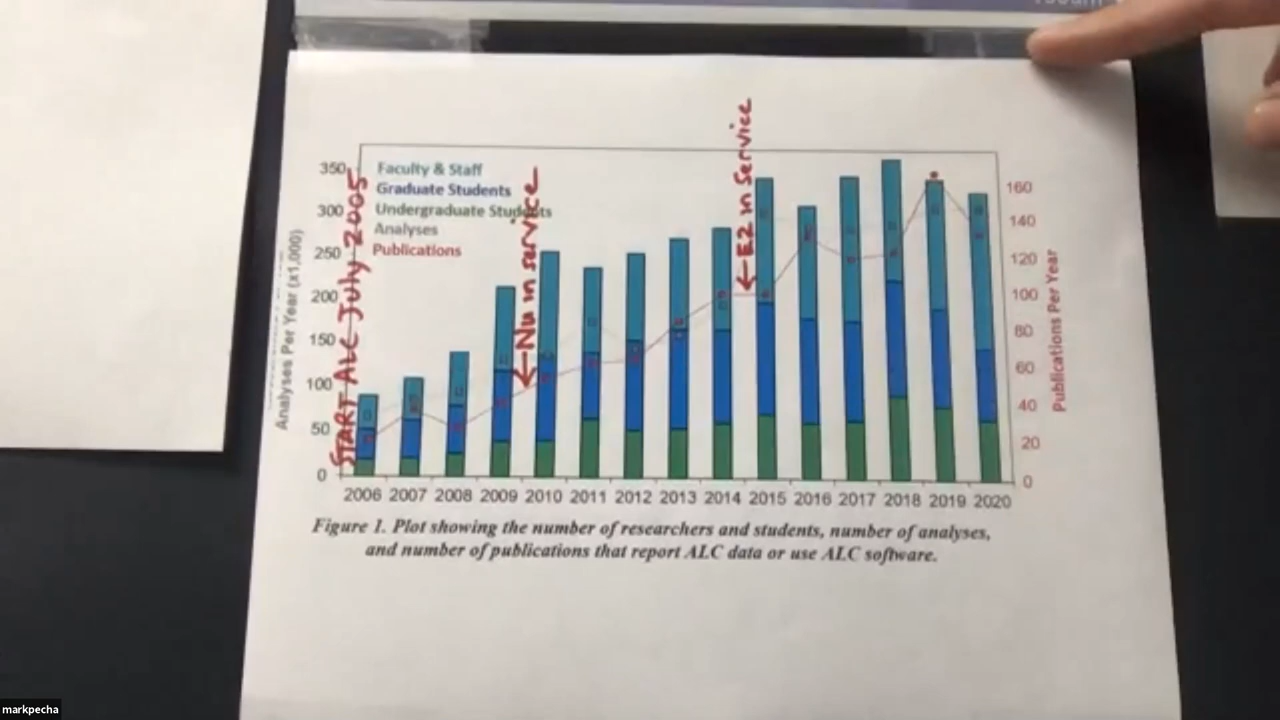 START ALC July 2005
← Nu in service
← E2 in Service
Faculty & Staff
Graduate Students
Undergraduate Students
Analyses
Publications
350
300
250
200
150
100
50
0
Analyses Per Year (x1,000)
160
140
120
100
80
60
40
20
0
Publications Per Year
2006 2007 2008 2009 2010 2011 2012 2013 2014 2015 2016 2017 2018 2019 2020
Figure 1. Plot showing the number of researchers and students, number of analyses,
and number of publications that report ALC data or use ALC software.
markpecha